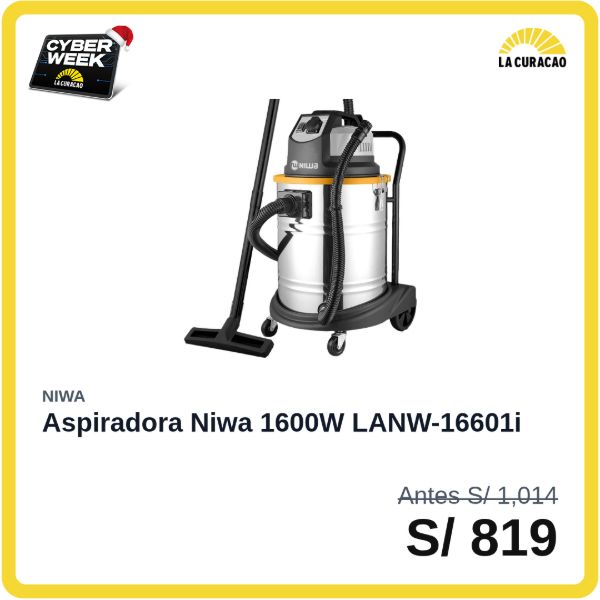 CYBER
WEEK
LA CURACAO
LA CURACAO
NIWA
NIWA
Aspiradora Niwa 1600W LANW-16601i
Antes S/ 1,014
S/ 819